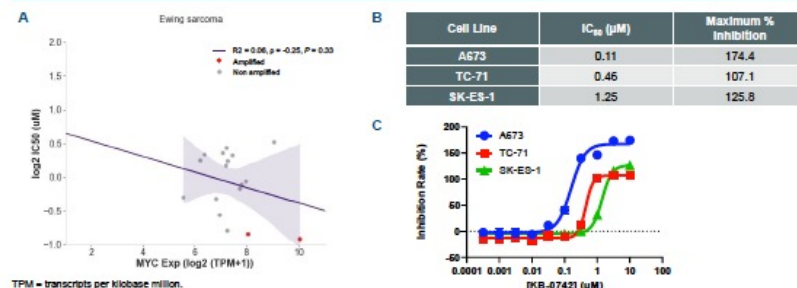 A
Ewing sarcoma
R2 = 0.06, p = -0.25, P = 0.33
Amplified
Non amplified
2.0
1.5
1.0
0.5
0.0
−0.5
−1.0
log2 IC50 (uM)
2
4
6
8
10
MYC Exp (log2 (TPM+1))
TPM = transcripts per kilobase million.
B
Cell Line
IC50 (µM)
Maximum %
Inhibition
A673
0.11
174.4
TC-71
0.46
107.1
SK-ES-1
1.25
125.8
C
A673
TC-71
SK-ES-1
200
150
100
50
0
-50
Inhibition Rate (%)
0.0001
0.001
0.01
0.1
1
10
100
[KB-0742] (µM)